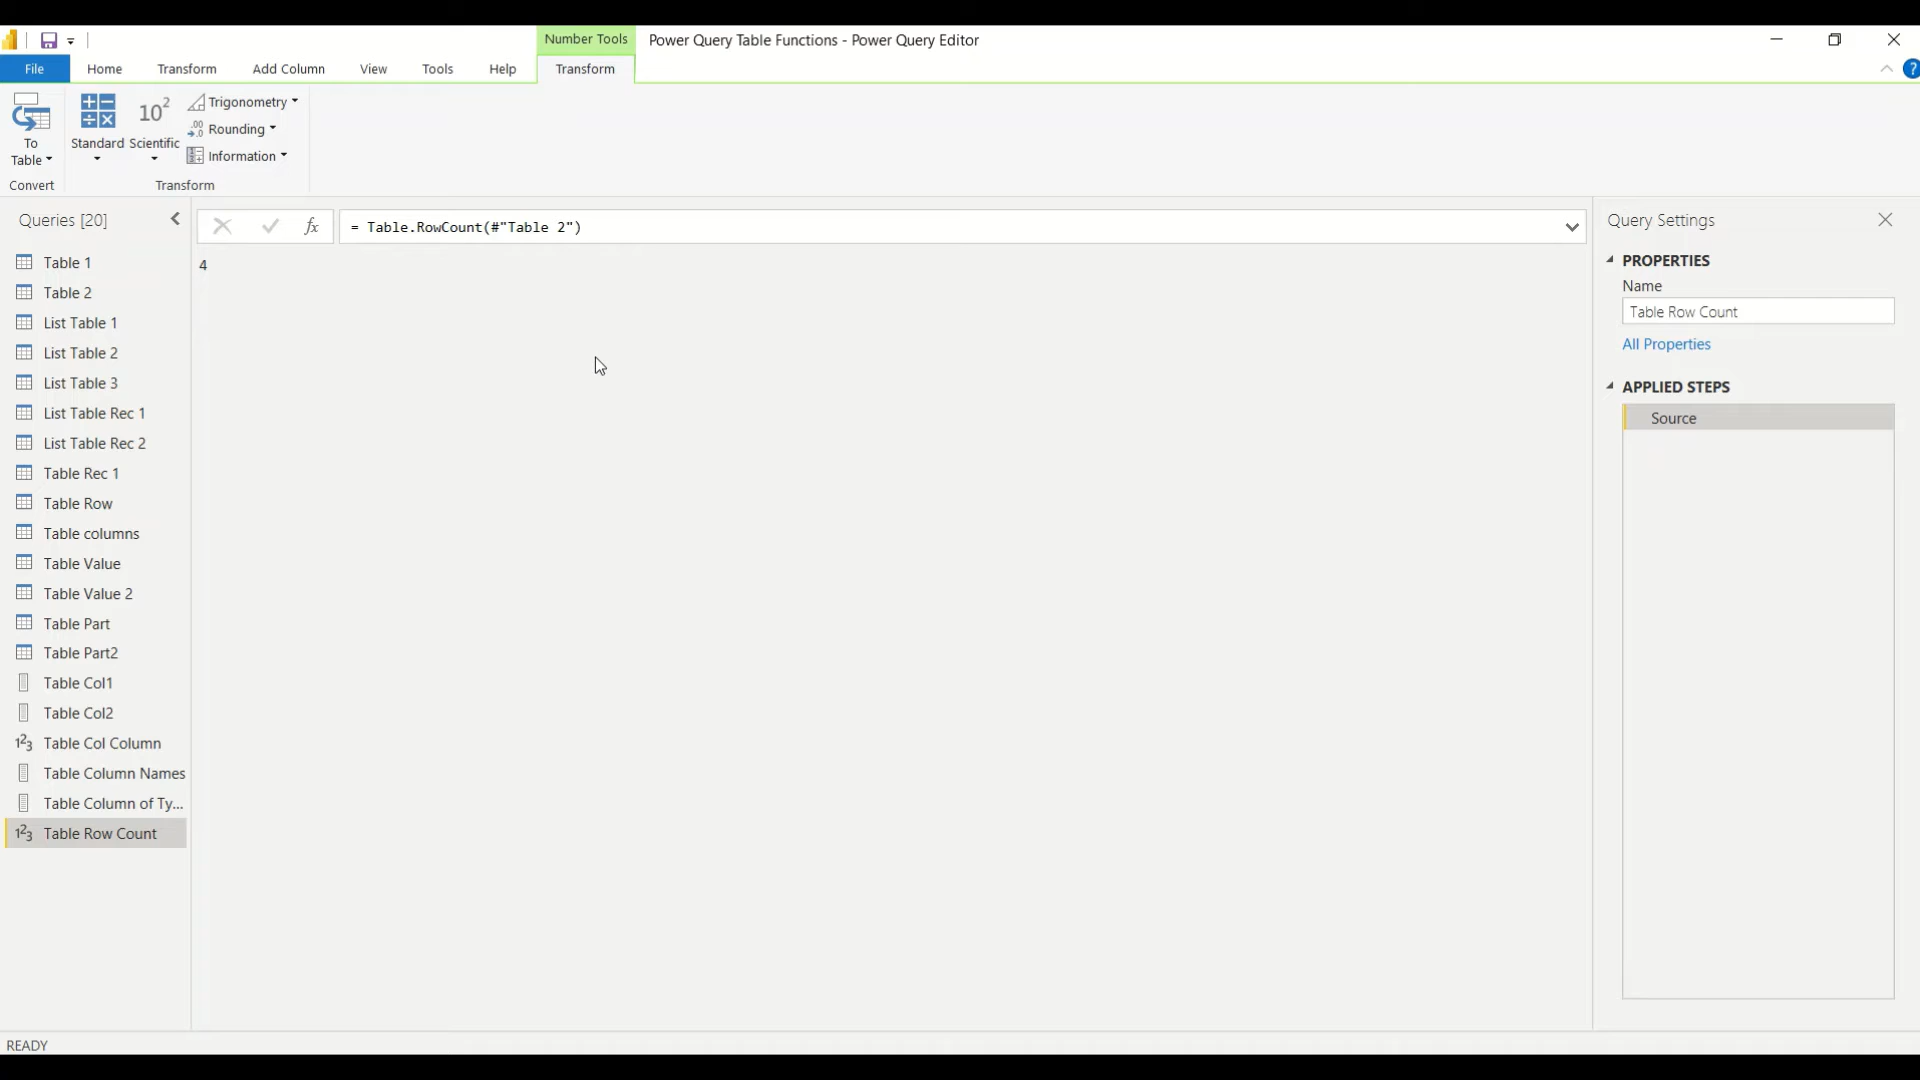 Number Tools
Power Query Table Functions - Power Query Editor
File
Home
Transform
Add Column
View
Tools
Help
Transform
To
Table
Standard
10²
Scientific
Trigonometry
Rounding
Information
Convert
Transform
Queries [20]
fx
= Table.RowCount(#"Table 2")
4
Table 1
Table 2
List Table 1
List Table 2
List Table 3
List Table Rec 1
List Table Rec 2
Table Rec 1
Table Row
Table columns
Table Value
Table Value 2
Table Part
Table Part2
Table Col1
Table Col2
1²3 Table Col Column
Table Column Names
Table Column of Ty...
1²3 Table Row Count
Query Settings
PROPERTIES
Name
Table Row Count
All Properties
APPLIED STEPS
Source
READY